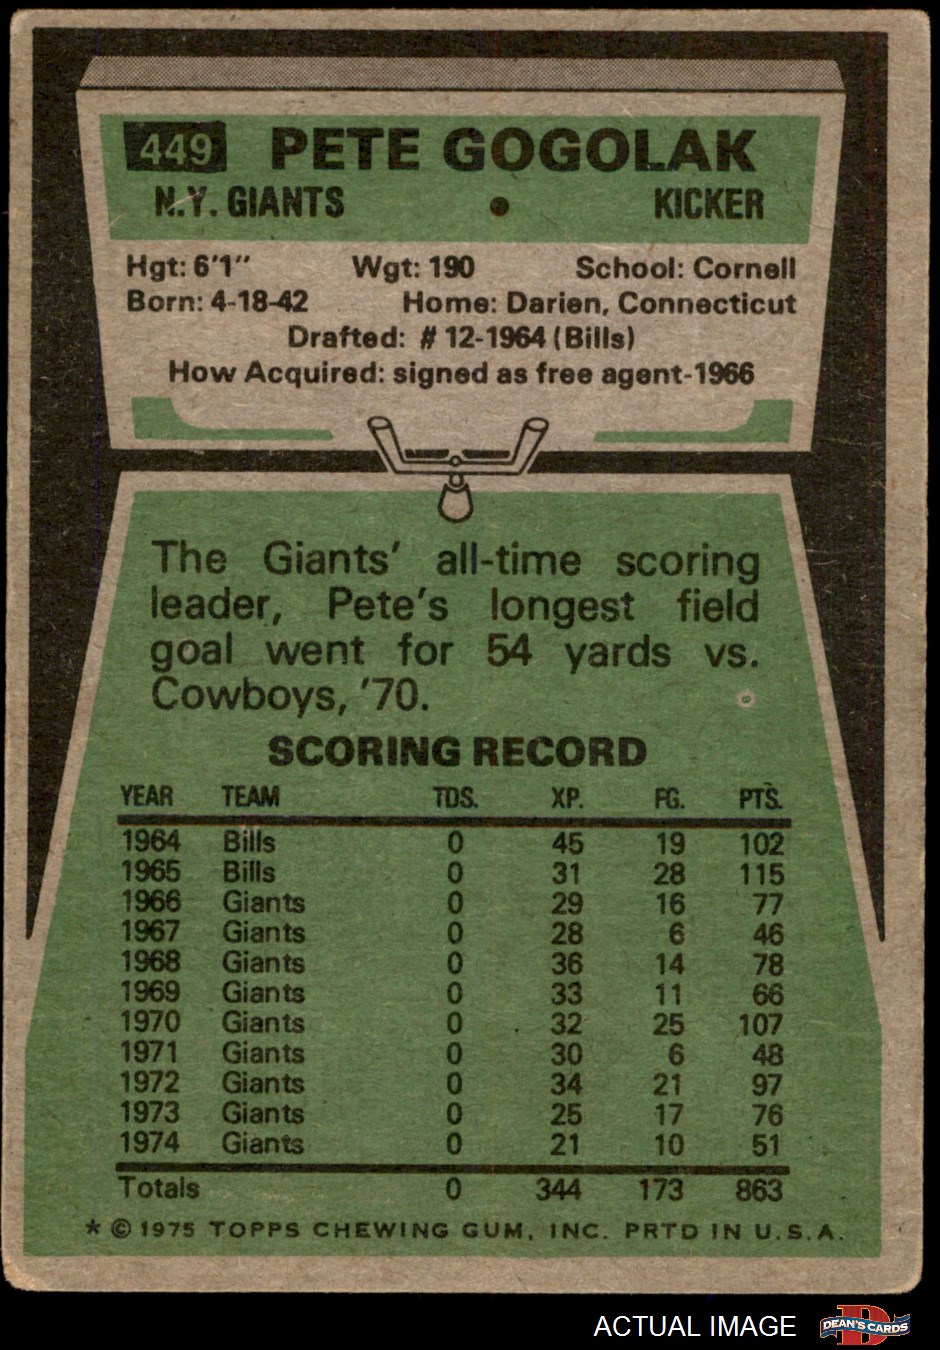 449 PETE GOGOLAK
N.Y. GIANTS • KICKER
Hgt: 6'1" Wgt: 190 School: Cornell
Born: 4-18-42 Home: Darien, Connecticut
Drafted: # 12-1964 (Bills)
How Acquired: signed as free agent-1966
The Giants' all-time scoring
leader, Pete's longest field
goal went for 54 yards vs.
Cowboys, '70.
SCORING RECORD
YEAR TEAM TDS. XP. FG. PTS.
1964 Bills 0 45 19 102
1965 Bills 0 31 28 115
1966 Giants 0 29 16 77
1967 Giants 0 28 6 46
1968 Giants 0 36 14 78
1969 Giants 0 33 11 66
1970 Giants 0 32 25 107
1971 Giants 0 30 6 48
1972 Giants 0 34 21 97
1973 Giants 0 25 17 76
1974 Giants 0 21 10 51
Totals 0 344 173 863
* © 1975 TOPPS CHEWING GUM, INC. PRTD IN U.S.A.
ACTUAL IMAGE D DEAN'S CARDS